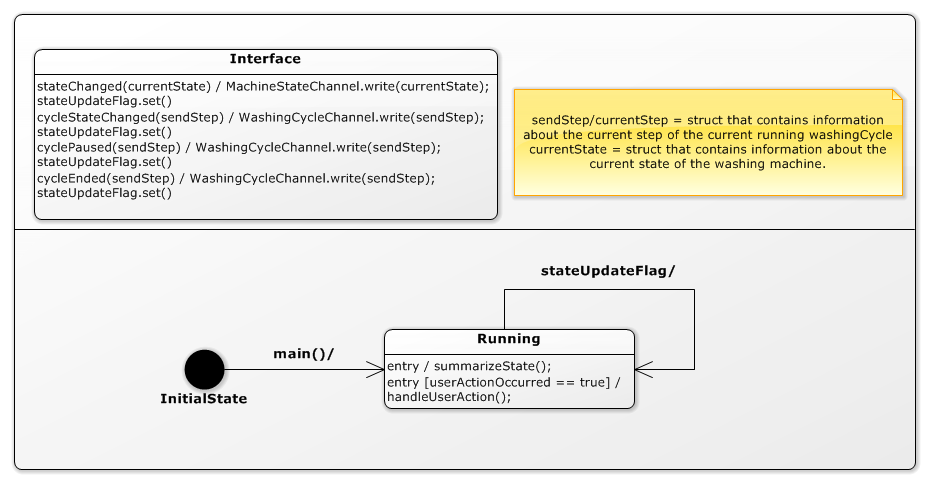 Interface
stateChanged(currentState) / MachineStateChannel.write(currentState);
stateUpdateFlag.set()
cycleStateChanged(sendStep) / WashingCycleChannel.write(sendStep);
stateUpdateFlag.set()
cyclePaused(sendStep) / WashingCycleChannel.write(sendStep);
stateUpdateFlag.set()
cycleEnded(sendStep) / WashingCycleChannel.write(sendStep);
stateUpdateFlag.set()
sendStep/currentStep = struct that contains information
about the current step of the current running washingCycle
currentState = struct that contains information about the
current state of the washing machine.
stateUpdateFlag/
main()/
InitialState
Running
entry / summarizeState();
entry [userActionOccurred == true] /
handleUserAction();